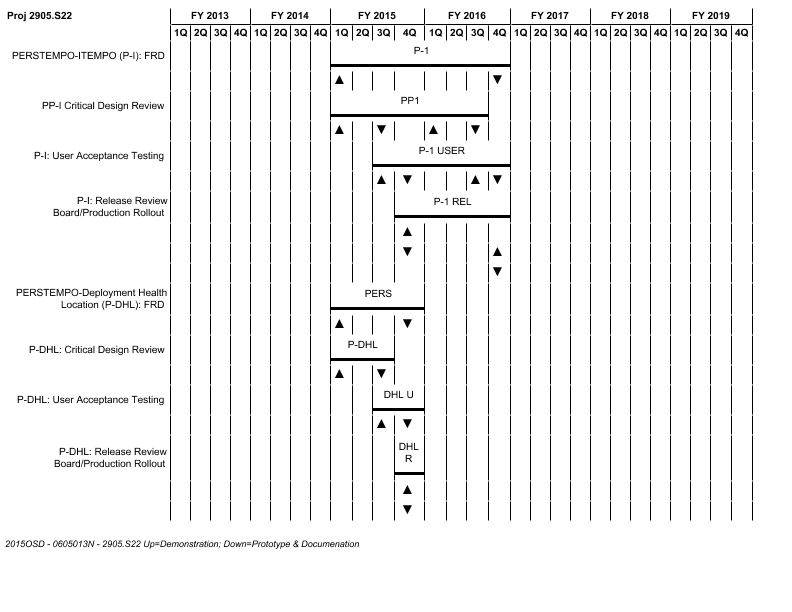 Proj 2905.S22 FY 2013 FY 2014 FY 2015 FY 2016 FY 2017 FY 2018 FY 2019
1Q 2Q 3Q 4Q 1Q 2Q 3Q 4Q 1Q 2Q 3Q 4Q 1Q 2Q 3Q 4Q 1Q 2Q 3Q 4Q 1Q 2Q 3Q 4Q 1Q 2Q 3Q 4Q
P-1
PERSTEMPO-ITEMPO (P-I): FRD
PP1
PP-I Critical Design Review
P-1 USER
P-I: User Acceptance Testing
P-I: Release Review
P-1 REL
Board/Production Rollout
PERSTEMPO-Deployment Health
PERS
Location (P-DHL): FRD
P-DHL
P-DHL: Critical Design Review
DHL U
P-DHL: User Acceptance Testing
DHL
P-DHL: Release Review
R
Board/Production Rollout
2015OSD - 0605013N - 2905.S22 Up=Demonstration; Down=Prototype & Documenation